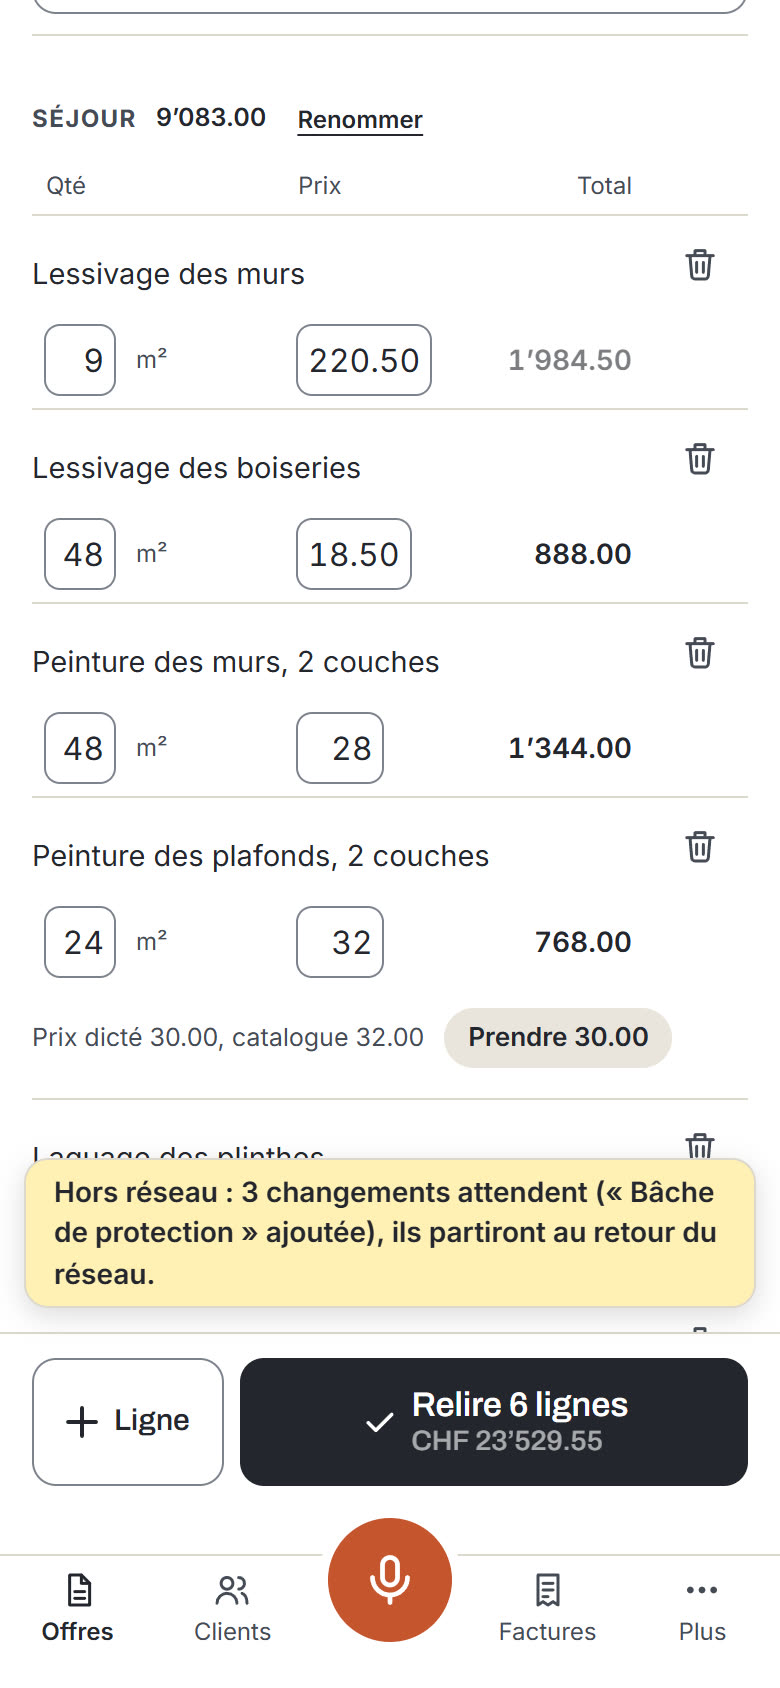 SÉJOUR 9’083.00 Renommer
Qté Prix Total
Lessivage des murs
9 m² 220.50 1’984.50
Lessivage des boiseries
48 m² 18.50 888.00
Peinture des murs, 2 couches
48 m² 28 1’344.00
Peinture des plafonds, 2 couches
24 m² 32 768.00
Prix dicté 30.00, catalogue 32.00 Prendre 30.00
Laquage des plinthes
Hors réseau : 3 changements attendent (« Bâche
de protection » ajoutée), ils partiront au retour du
réseau.
Ligne
Relire 6 lignes
CHF 23’529.55
Offres Clients Factures Plus